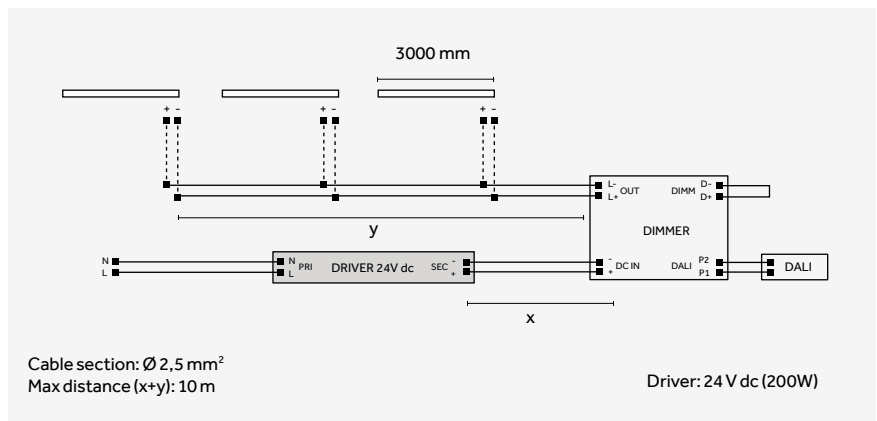 3000 mm
+ - + - + -
L- OUT DIMM D-
L+ D+
y
DIMMER
N N PRI DRIVER 24V dc SEC - - DC IN DALI P2 DALI
L L + + P1
x
Cable section: Ø 2,5 mm²
Max distance (x+y): 10 m
Driver: 24 V dc (200W)